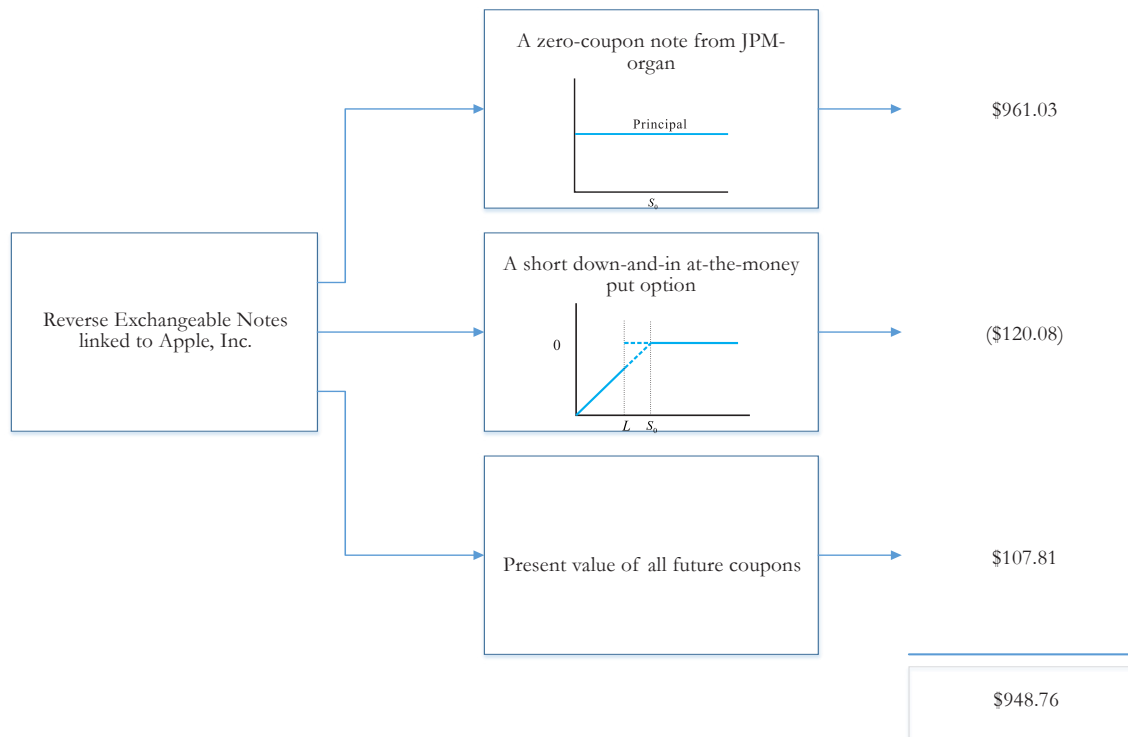 A zero-coupon note from JPM-
organ
Principal
S₀
$961.03
Reverse Exchangeable Notes
linked to Apple, Inc.
A short down-and-in at-the-money
put option
0
L S₀
($120.08)
Present value of all future coupons
$107.81
$948.76